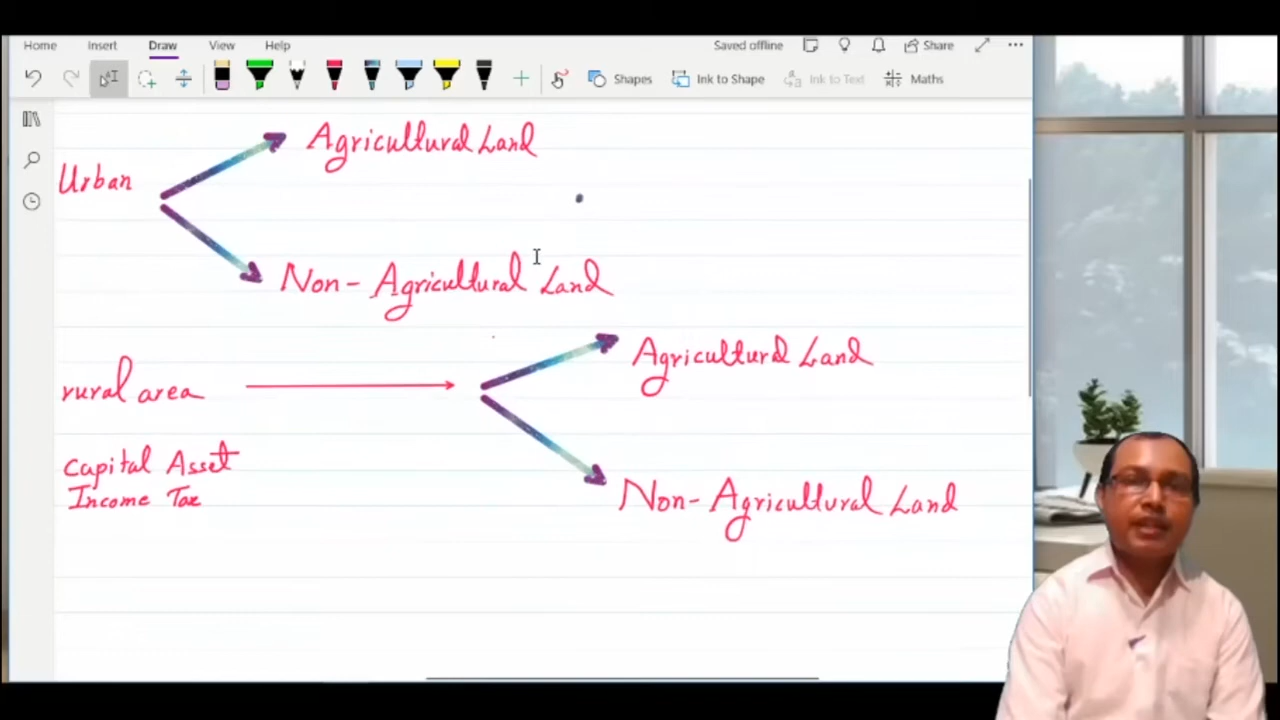 Home Insert Draw View Help Saved offline Share
Shapes Ink to Shape Ink to Text Maths
Agricultural Land
Urban
Non- Agricultural Land
Agricultural Land
rural area
Capital Asset
Income Tax
Non- Agricultural Land